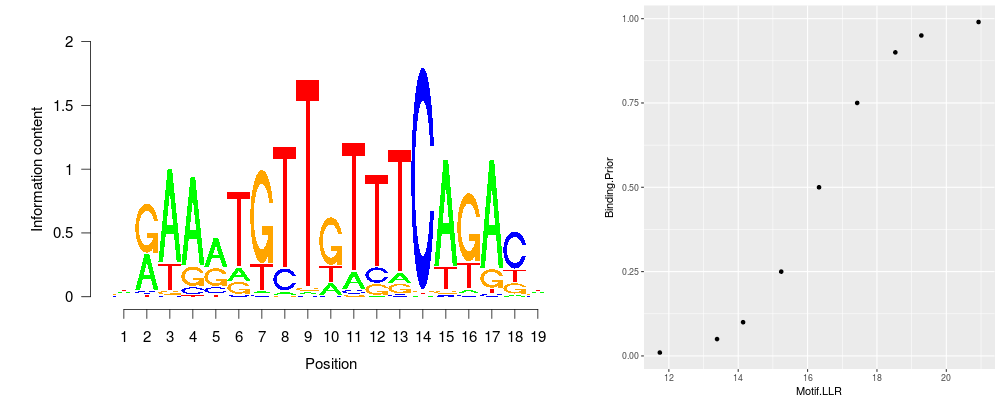 Information content
2
1.5
1
0.5
0
G A A A T G T T G T T T C A G A C
A T G G A T C T A C A T T G T
1 2 3 4 5 6 7 8 9 10 11 12 13 14 15 16 17 18 19
Position
Binding.Prior
1.00
0.75
0.50
0.25
0.00
12 14 16 18 20
Motif.LLR